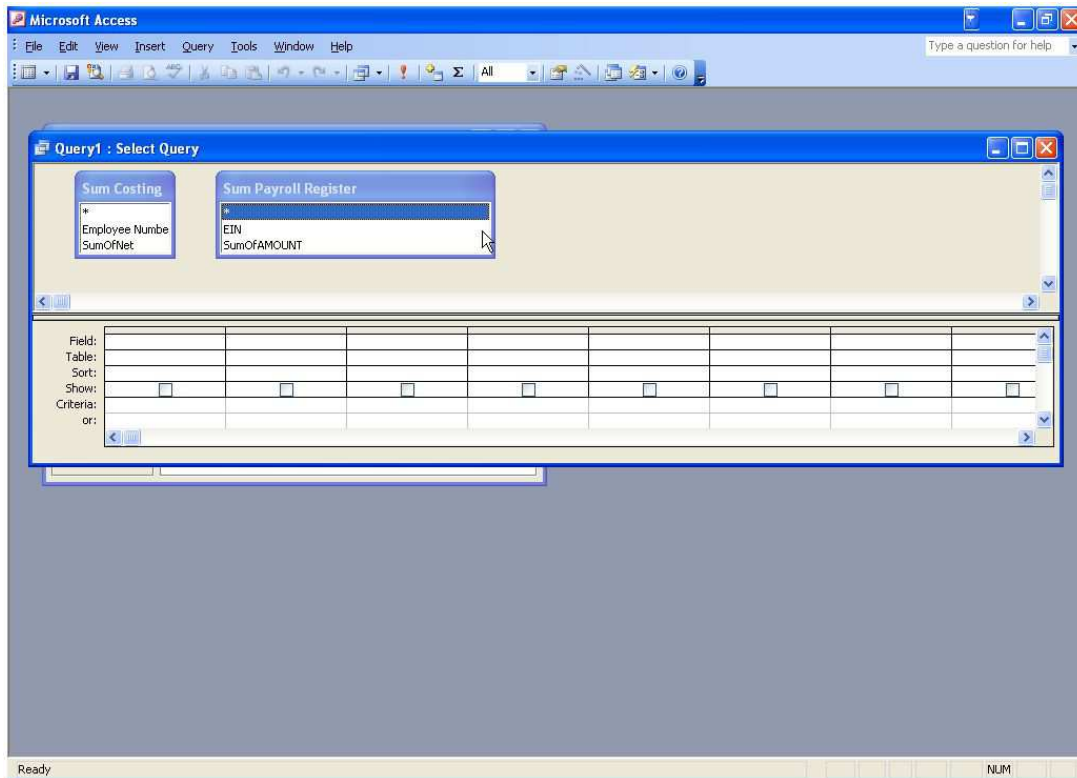 Microsoft Access
File Edit View Insert Query Tools Window Help Type a question for help
All
Query1 : Select Query
Sum Costing
*
Employee Numbe
SumOfNet
Sum Payroll Register
*
EIN
SumOfAMOUNT
Field:
Table:
Sort:
Show:
Criteria:
or:
Ready NUM